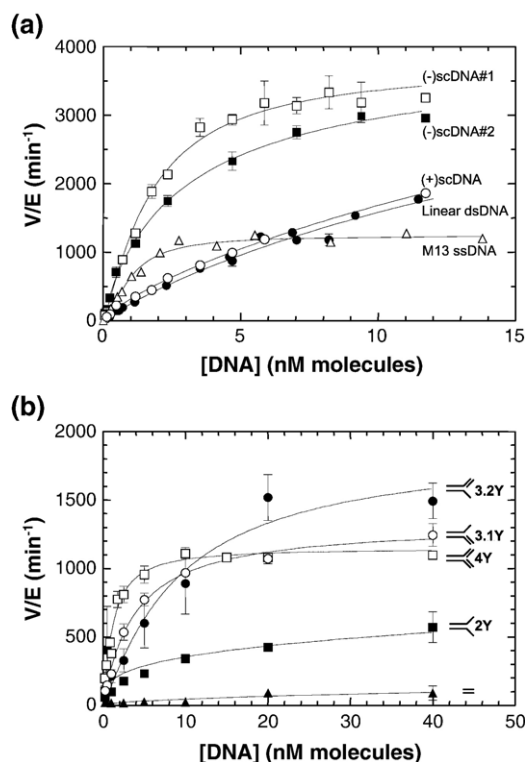 (a)
4000
3000
2000
1000
0
V/E (min⁻¹)
(-)scDNA#1
(-)scDNA#2
(+)scDNA
Linear dsDNA
M13 ssDNA
0 5 10 15
[DNA] (nM molecules)
(b)
2000
1500
1000
500
0
V/E (min⁻¹)
3.2Y
3.1Y
4Y
2Y
0 10 20 30 40 50
[DNA] (nM molecules)